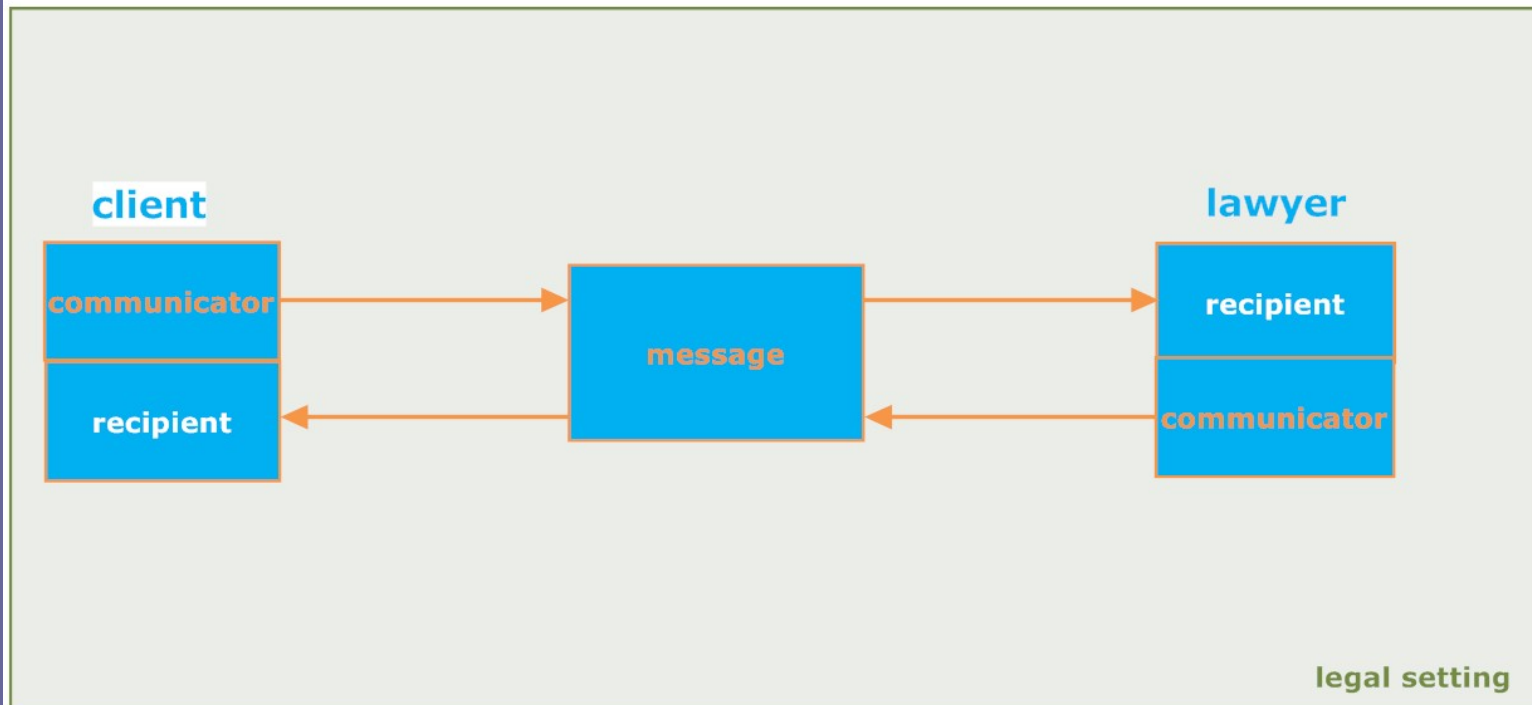 client
lawyer
communicator
recipient
message
recipient
communicator
legal setting